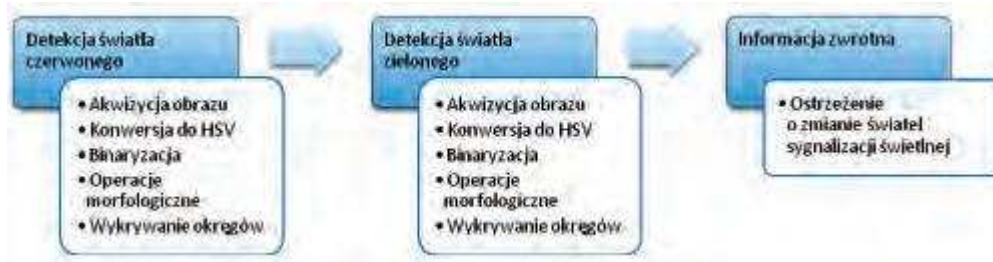 Detekcja światła
czerwonego
• Akwizycja obrazu
• Konwersja do HSV
• Binaryzacja
• Operacje
morfologiczne
• Wykrywanie okręgów
Detekcja światła
zielonego
• Akwizycja obrazu
• Konwersja do HSV
• Binaryzacja
• Operacje
morfologiczne
• Wykrywanie okręgów
Informacja zwrotna
• Ostrzeżenie
o zmianie świateł
sygnalizacji świetlnej